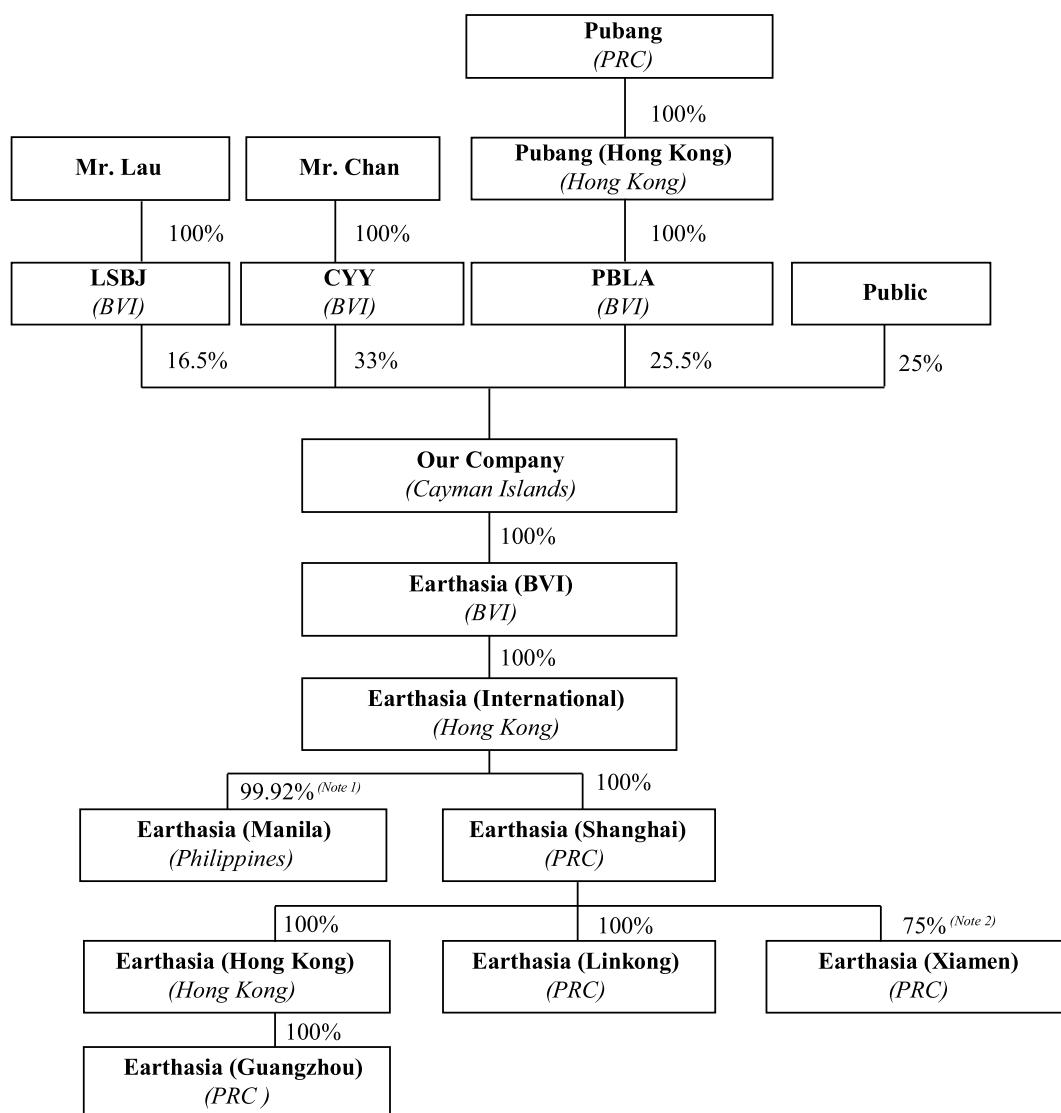 Pubang
(PRC)
100%
Mr. Lau
Mr. Chan
Pubang (Hong Kong)
(Hong Kong)
100%
100%
100%
LSBJ
(BVI)
CYY
(BVI)
PBLA
(BVI)
Public
16.5%
33%
25.5%
25%
Our Company
(Cayman Islands)
100%
Earthasia (BVI)
(BVI)
100%
Earthasia (International)
(Hong Kong)
99.92% (Note 1)
100%
Earthasia (Manila)
(Philippines)
Earthasia (Shanghai)
(PRC)
100%
100%
75% (Note 2)
Earthasia (Hong Kong)
(Hong Kong)
Earthasia (Linkong)
(PRC)
Earthasia (Xiamen)
(PRC)
100%
Earthasia (Guangzhou)
(PRC )